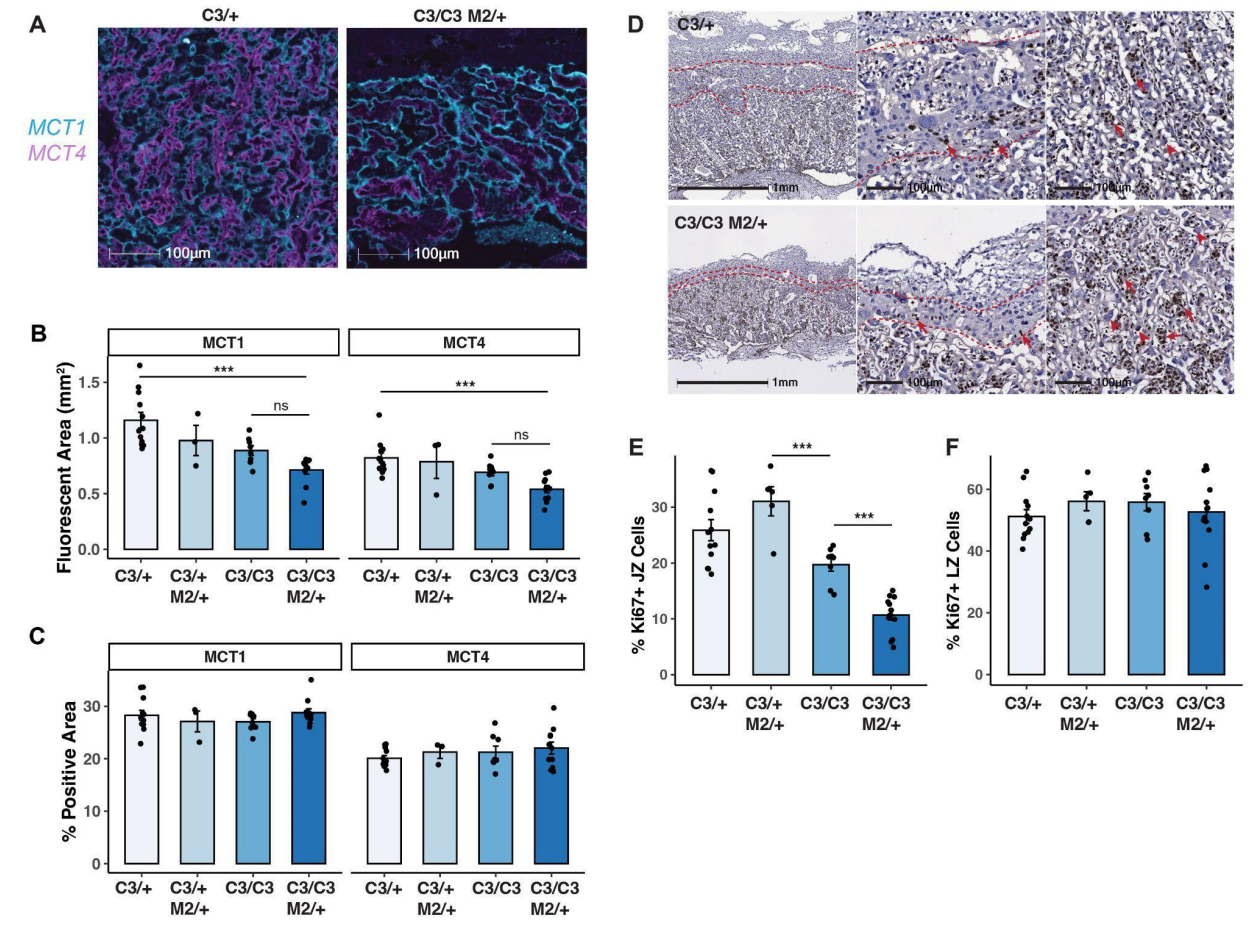 A
C3/+
C3/C3 M2/+
MCT1
MCT4
100µm
100µm
B
MCT1
MCT4
Fluorescent Area (mm²)
1.5
1.0
0.5
0.0
***
ns
***
ns
C3/+
C3/+
M2/+
C3/C3
C3/C3
M2/+
C3/+
C3/+
M2/+
C3/C3
C3/C3
M2/+
C
MCT1
MCT4
% Positive Area
30
20
10
0
C3/+
C3/+
M2/+
C3/C3
C3/C3
M2/+
C3/+
C3/+
M2/+
C3/C3
C3/C3
M2/+
D
C3/+
1mm
100µm
100µm
C3/C3 M2/+
1mm
100µm
100µm
E
% Ki67+ JZ Cells
30
20
10
0
***
***
C3/+
C3/+
M2/+
C3/C3
C3/C3
M2/+
F
% Ki67+ LZ Cells
60
40
20
0
C3/+
C3/+
M2/+
C3/C3
C3/C3
M2/+